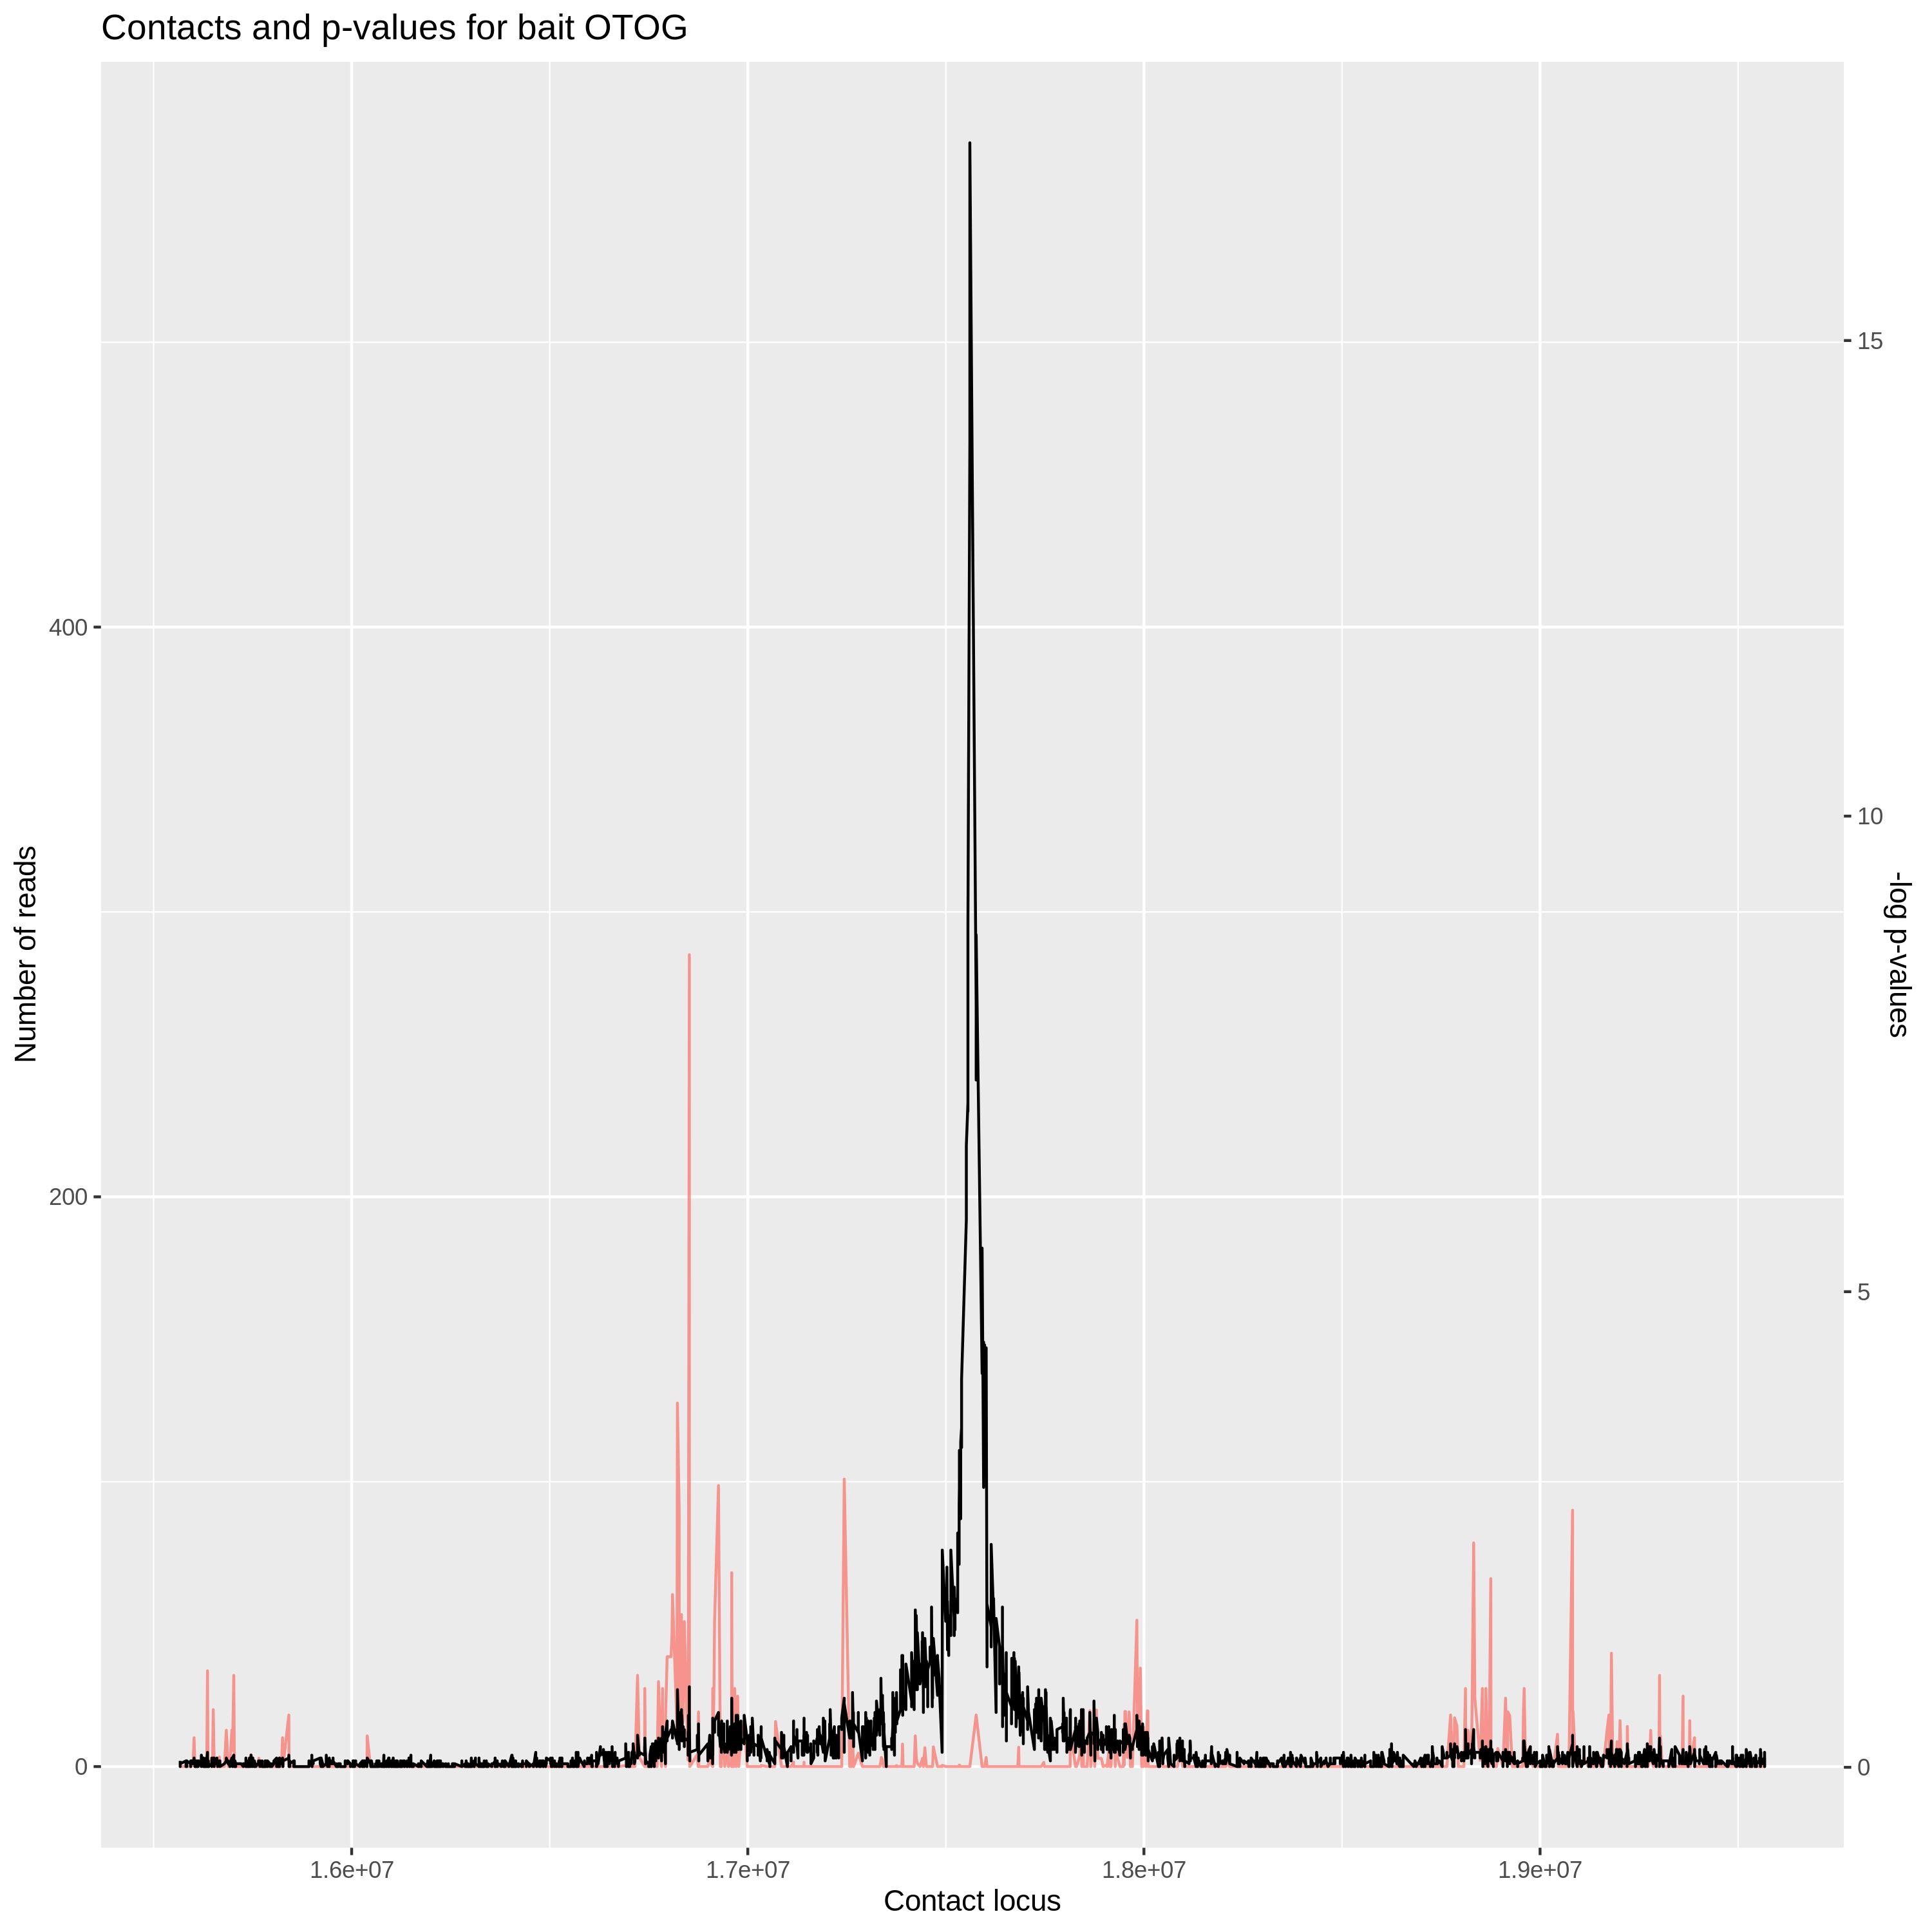 Contacts and p-values for bait OTOG
Number of reads
400
200
0
15
10
5
0
-log p-values
1.6e+07
1.7e+07
1.8e+07
1.9e+07
Contact locus